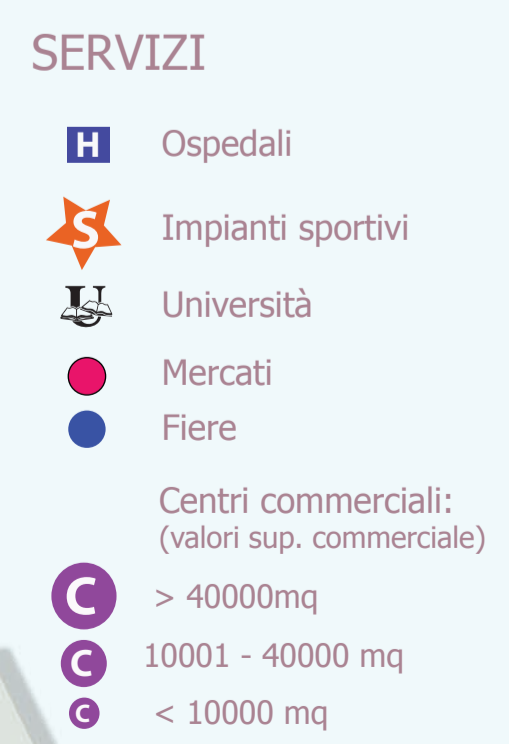 SERVIZI
H Ospedali
S Impianti sportivi
U Università
Mercati
Fiere
Centri commerciali:
(valori sup. commerciale)
C > 40000mq
C 10001 - 40000 mq
C < 10000 mq